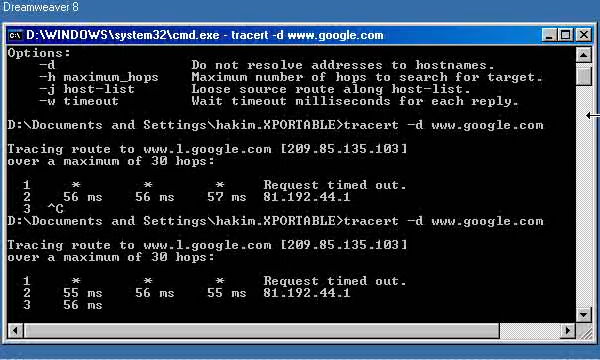 Dreamweaver 8
D:\WINDOWS\system32\cmd.exe - tracert -d www.google.com
Options:
-d Do not resolve addresses to hostnames.
-h maximum_hops Maximum number of hops to search for target.
-j host-list Loose source route along host-list.
-w timeout Wait timeout milliseconds for each reply.
D:\Documents and Settings\hakim.XPORTABLE>tracert -d www.google.com
Tracing route to www.l.google.com [209.85.135.103]
over a maximum of 30 hops:
1 * * * Request timed out.
2 56 ms 56 ms 57 ms 81.192.44.1
3 ^C
D:\Documents and Settings\hakim.XPORTABLE>tracert -d www.google.com
Tracing route to www.l.google.com [209.85.135.103]
over a maximum of 30 hops:
1 * * * Request timed out.
2 55 ms 56 ms 55 ms 81.192.44.1
3 56 ms